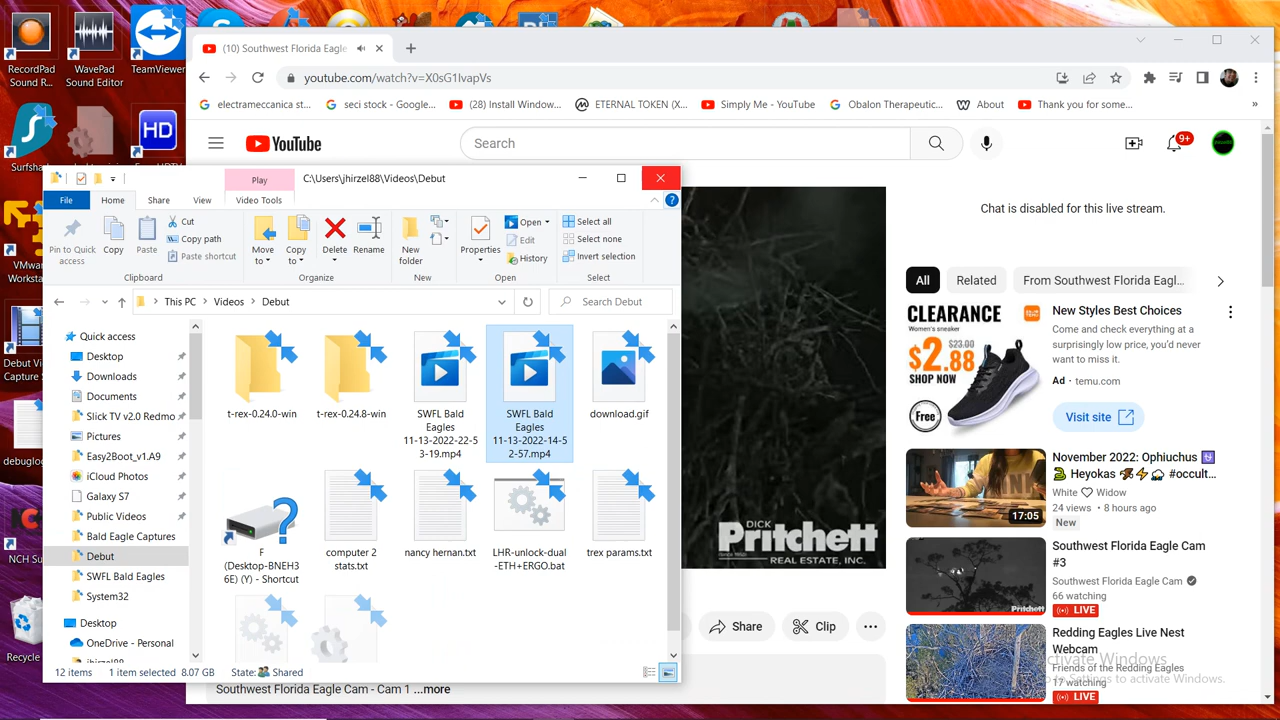 RecordPad
Sound R...
WavePad
Sound Editor
TeamViewer
Surfsha
HD
VMwar
Workst
Debut Vi
Capture S
debuglo
NCH S
Recycle
(10) Southwest Florida Eagle
youtube.com/watch?v=X0sG1IvapVs
electrameccanica st...
seci stock - Google...
(28) Install Window...
ETERNAL TOKEN (X...
Simply Me - YouTube
Obalon Therapeutic...
About
Thank you for some...
»
YouTube
Search
9+
Play
C:\Users\jhirzel88\Videos\Debut
File
Home
Share
View
Video Tools
Pin to Quick
access
Copy
Paste
Cut
Copy path
Paste shortcut
Clipboard
Move
to
Copy
to
Delete
Rename
Organize
New
folder
New
Properties
Open
Edit
History
Open
Select all
Select none
Invert selection
Select
This PC > Videos > Debut
Search Debut
Quick access
Desktop
Downloads
Documents
Slick TV v2.0 Redmo
Pictures
Easy2Boot_v1.A9
iCloud Photos
Galaxy S7
Public Videos
Bald Eagle Captures
Debut
SWFL Bald Eagles
System32
Desktop
OneDrive - Personal
jhirzel88
t-rex-0.24.0-win
t-rex-0.24.8-win
SWFL Bald
Eagles
11-13-2022-22-5
3-19.mp4
SWFL Bald
Eagles
11-13-2022-14-5
2-57.mp4
download.gif
F
(Desktop-BNEH3
6E) (Y) - Shortcut
computer 2
stats.txt
nancy hernan.txt
LHR-unlock-dual
-ETH+ERGO.bat
trex params.txt
12 items
1 item selected 8.07 GB
State: Shared
DICK
Pritchett
REAL ESTATE, INC.
Share
Clip
Southwest Florida Eagle Cam - Cam 1 ...more
Chat is disabled for this live stream.
All
Related
From Southwest Florida Eagl...
CLEARANCE
Women's sneaker
$23.00
$2.88
SHOP NOW
Free
New Styles Best Choices
Come and check everything at a
surprisingly low price, you'd never
want to miss it.
Ad · temu.com
Visit site
17:05
November 2022: Ophiuchus
Heyokas #occult...
White Widow
24 views • 8 hours ago
New
Pritchett
Southwest Florida Eagle Cam
#3
Southwest Florida Eagle Cam
66 watching
LIVE
Redding Eagles Live Nest
Webcam
Friends of the Redding Eagles
17 watching
LIVE
Activate Windows
Go to Settings to activate Windows.